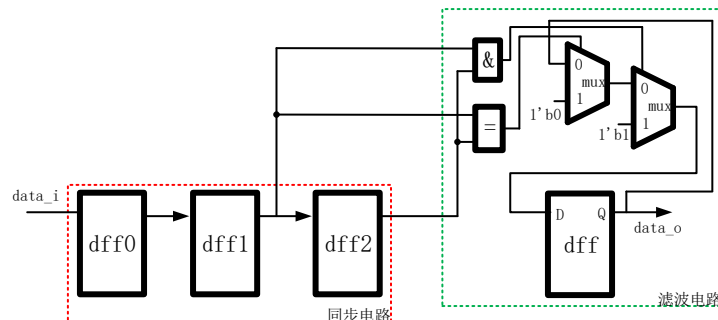 &
0
mux
1
1'b0
0
mux
1
1'b1
=
data_i
dff0
dff1
dff2
D
Q
dff
data_o
同步电路
滤波电路